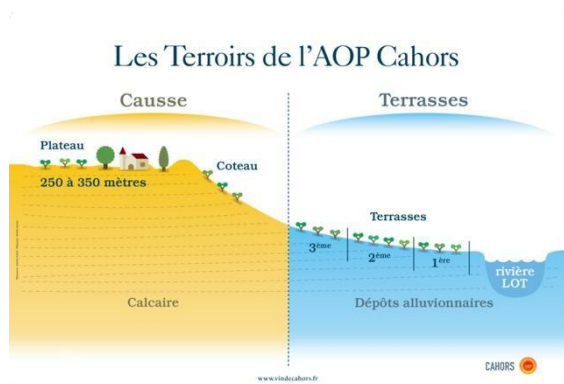 Les Terroirs de l'AOP Cahors
Causse
Terrasses
Plateau
Coteau
250 à 350 mètres
Terrasses
3ème
2ème
1ère
rivière
LOT
Calcaire
Dépôts alluvionnaires
CAHORS
www.vindecahors.fr